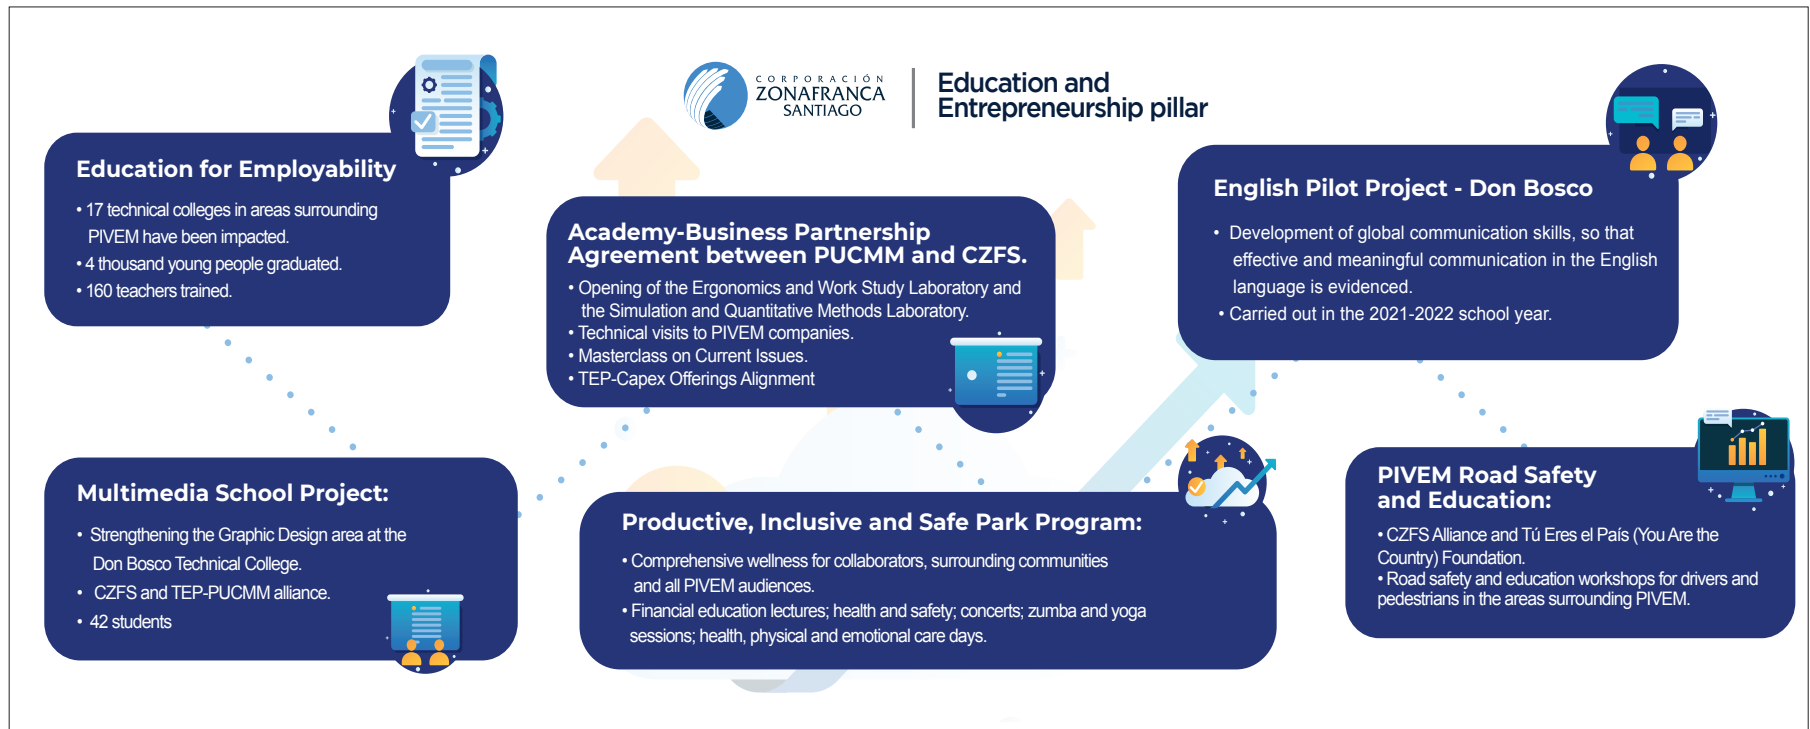 CORPORACIÓN
ZONAFRANCA
SANTIAGO
Education and
Entrepreneurship pillar
Education for Employability
• 17 technical colleges in areas surrounding
PIVEM have been impacted.
• 4 thousand young people graduated.
• 160 teachers trained.
Multimedia School Project:
• Strengthening the Graphic Design area at the
Don Bosco Technical College.
• CZFS and TEP-PUCMM alliance.
• 42 students
Academy-Business Partnership
Agreement between PUCMM and CZFS.
• Opening of the Ergonomics and Work Study Laboratory and
the Simulation and Quantitative Methods Laboratory.
• Technical visits to PIVEM companies.
• Masterclass on Current Issues.
• TEP-Capex Offerings Alignment
Productive, Inclusive and Safe Park Program:
• Comprehensive wellness for collaborators, surrounding communities
and all PIVEM audiences.
• Financial education lectures; health and safety; concerts; zumba and yoga
sessions; health, physical and emotional care days.
English Pilot Project - Don Bosco
• Development of global communication skills, so that
effective and meaningful communication in the English
language is evidenced.
• Carried out in the 2021-2022 school year.
PIVEM Road Safety
and Education:
• CZFS Alliance and Tú Eres el País (You Are the
Country) Foundation.
• Road safety and education workshops for drivers and
pedestrians in the areas surrounding PIVEM.